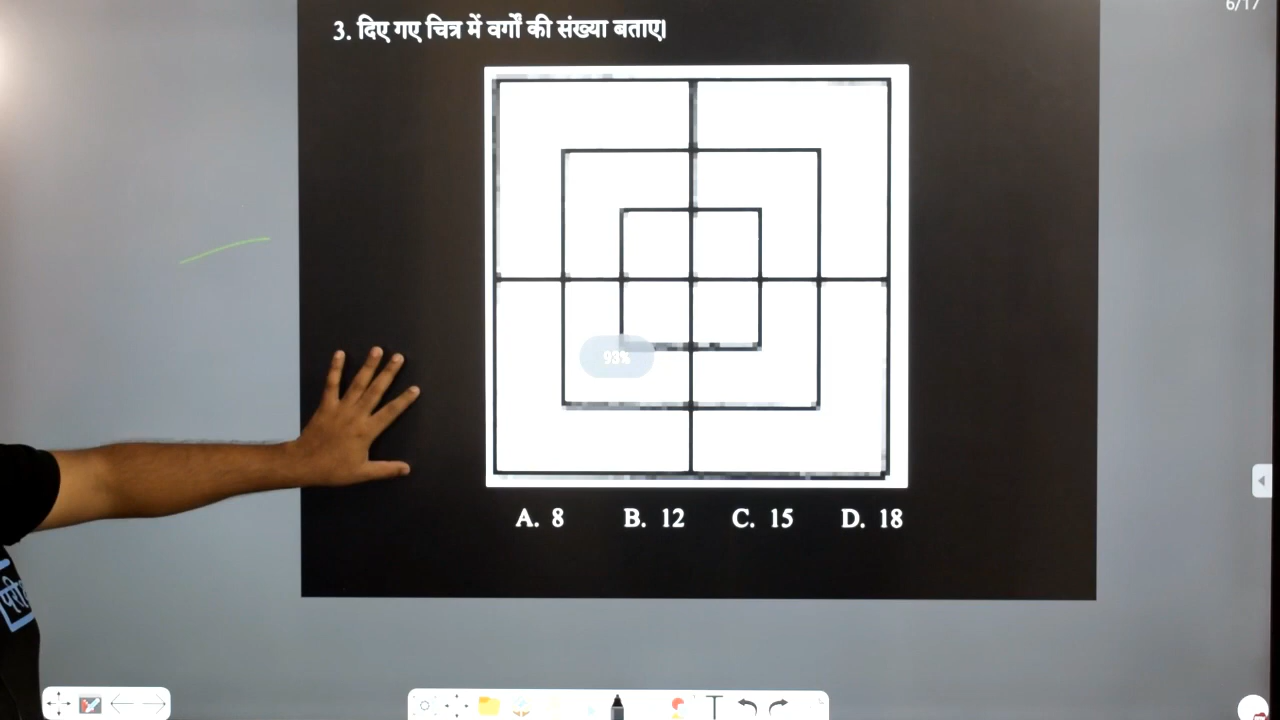 6/17
3. दिए गए चित्र में वर्गों की संख्या बताए।
93%
A. 8 B. 12 C. 15 D. 18